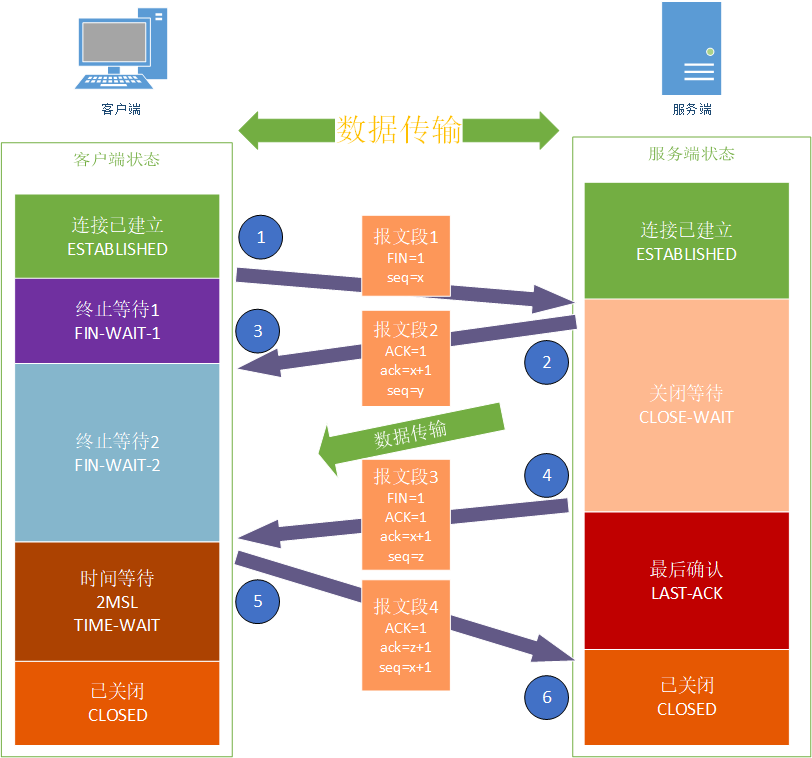 客户端
服务端
数据传输
客户端状态
连接已建立
ESTABLISHED
终止等待1
FIN-WAIT-1
终止等待2
FIN-WAIT-2
时间等待
2MSL
TIME-WAIT
已关闭
CLOSED
1
报文段1
FIN=1
seq=x
3
报文段2
ACK=1
ack=x+1
seq=y
2
数据传输
报文段3
FIN=1
ACK=1
ack=x+1
seq=z
4
5
报文段4
ACK=1
ack=z+1
seq=x+1
6
服务端状态
连接已建立
ESTABLISHED
关闭等待
CLOSE-WAIT
最后确认
LAST-ACK
已关闭
CLOSED